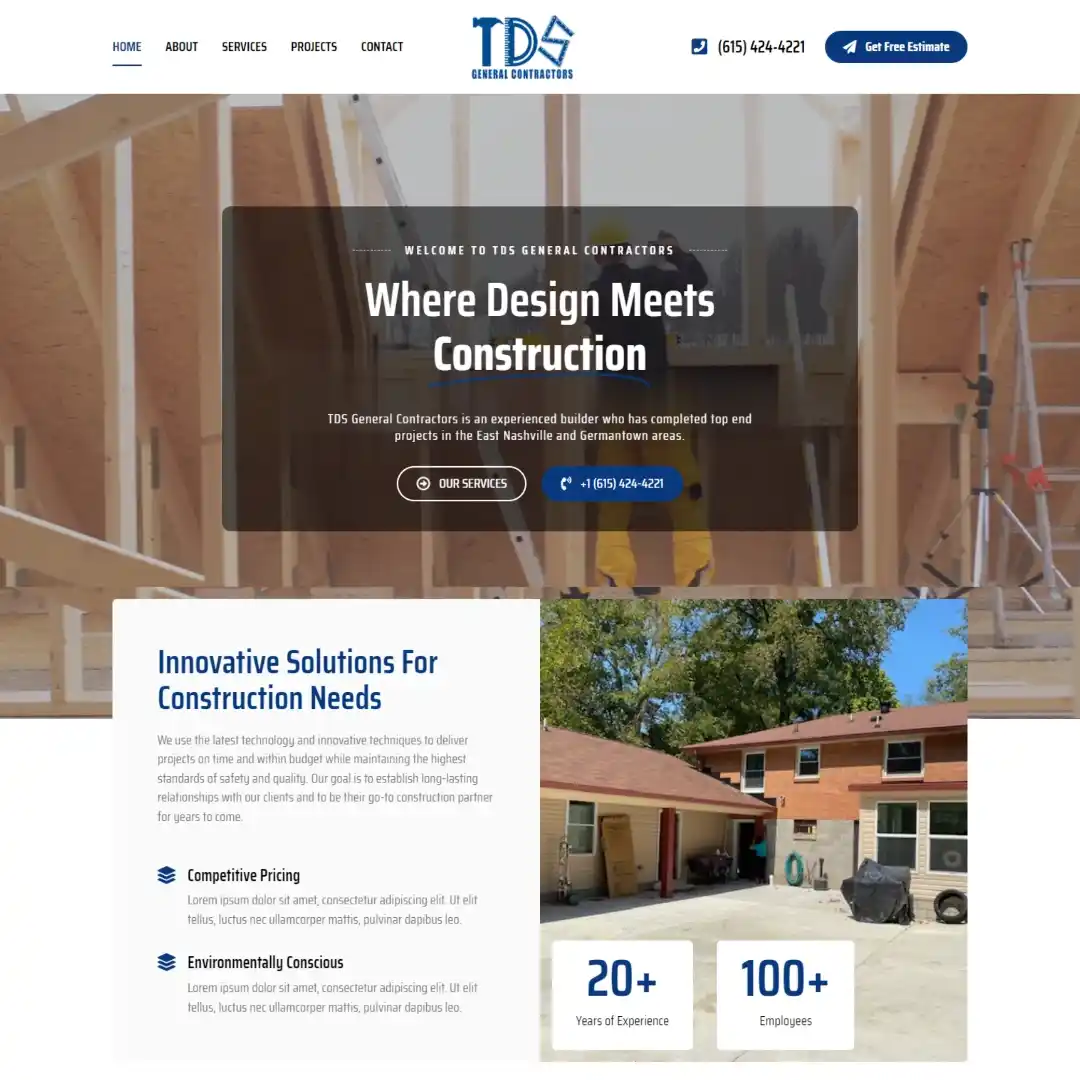 HOME ABOUT SERVICES PROJECTS CONTACT
TDS
GENERAL CONTRACTORS
(615) 424-4221
Get Free Estimate
WELCOME TO TDS GENERAL CONTRACTORS
Where Design Meets
Construction
TDS General Contractors is an experienced builder who has completed top end
projects in the East Nashville and Germantown areas.
OUR SERVICES
+1 (615) 424-4221
Innovative Solutions For
Construction Needs
We use the latest technology and innovative techniques to deliver
projects on time and within budget while maintaining the highest
standards of safety and quality. Our goal is to establish long-lasting
relationships with our clients and to be their go-to construction partner
for years to come.
Competitive Pricing
Lorem ipsum dolor sit amet, consectetur adipiscing elit. Ut elit
tellus, luctus nec ullamcorper mattis, pulvinar dapibus leo.
Environmentally Conscious
Lorem ipsum dolor sit amet, consectetur adipiscing elit. Ut elit
tellus, luctus nec ullamcorper mattis, pulvinar dapibus leo.
20+
Years of Experience
100+
Employees